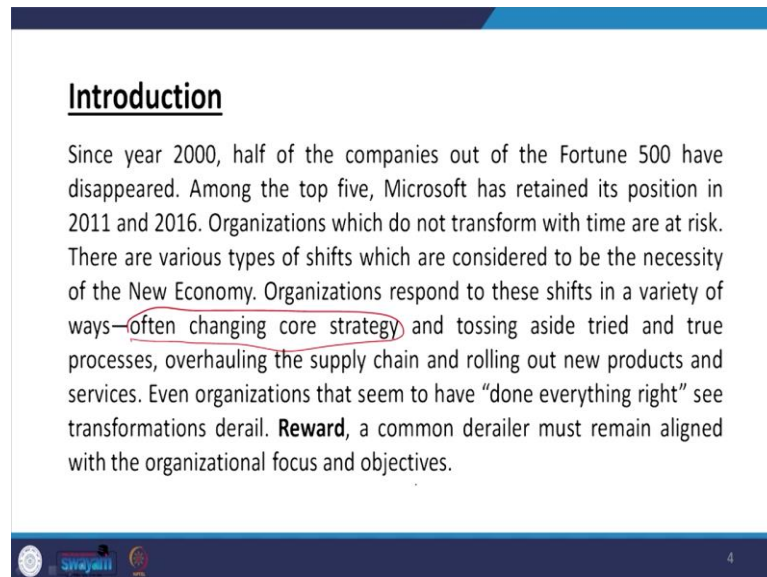 Introduction
Since year 2000, half of the companies out of the Fortune 500 have
disappeared. Among the top five, Microsoft has retained its position in
2011 and 2016. Organizations which do not transform with time are at risk.
There are various types of shifts which are considered to be the necessity
of the New Economy. Organizations respond to these shifts in a variety of
ways—often changing core strategy and tossing aside tried and true
processes, overhauling the supply chain and rolling out new products and
services. Even organizations that seem to have “done everything right” see
transformations derail. Reward, a common derailer must remain aligned
with the organizational focus and objectives.
swayam
4